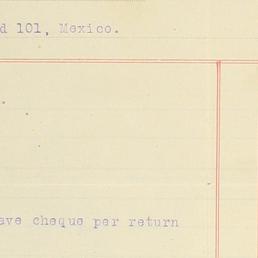 d 101, Mexico.
.
ave cheque per return